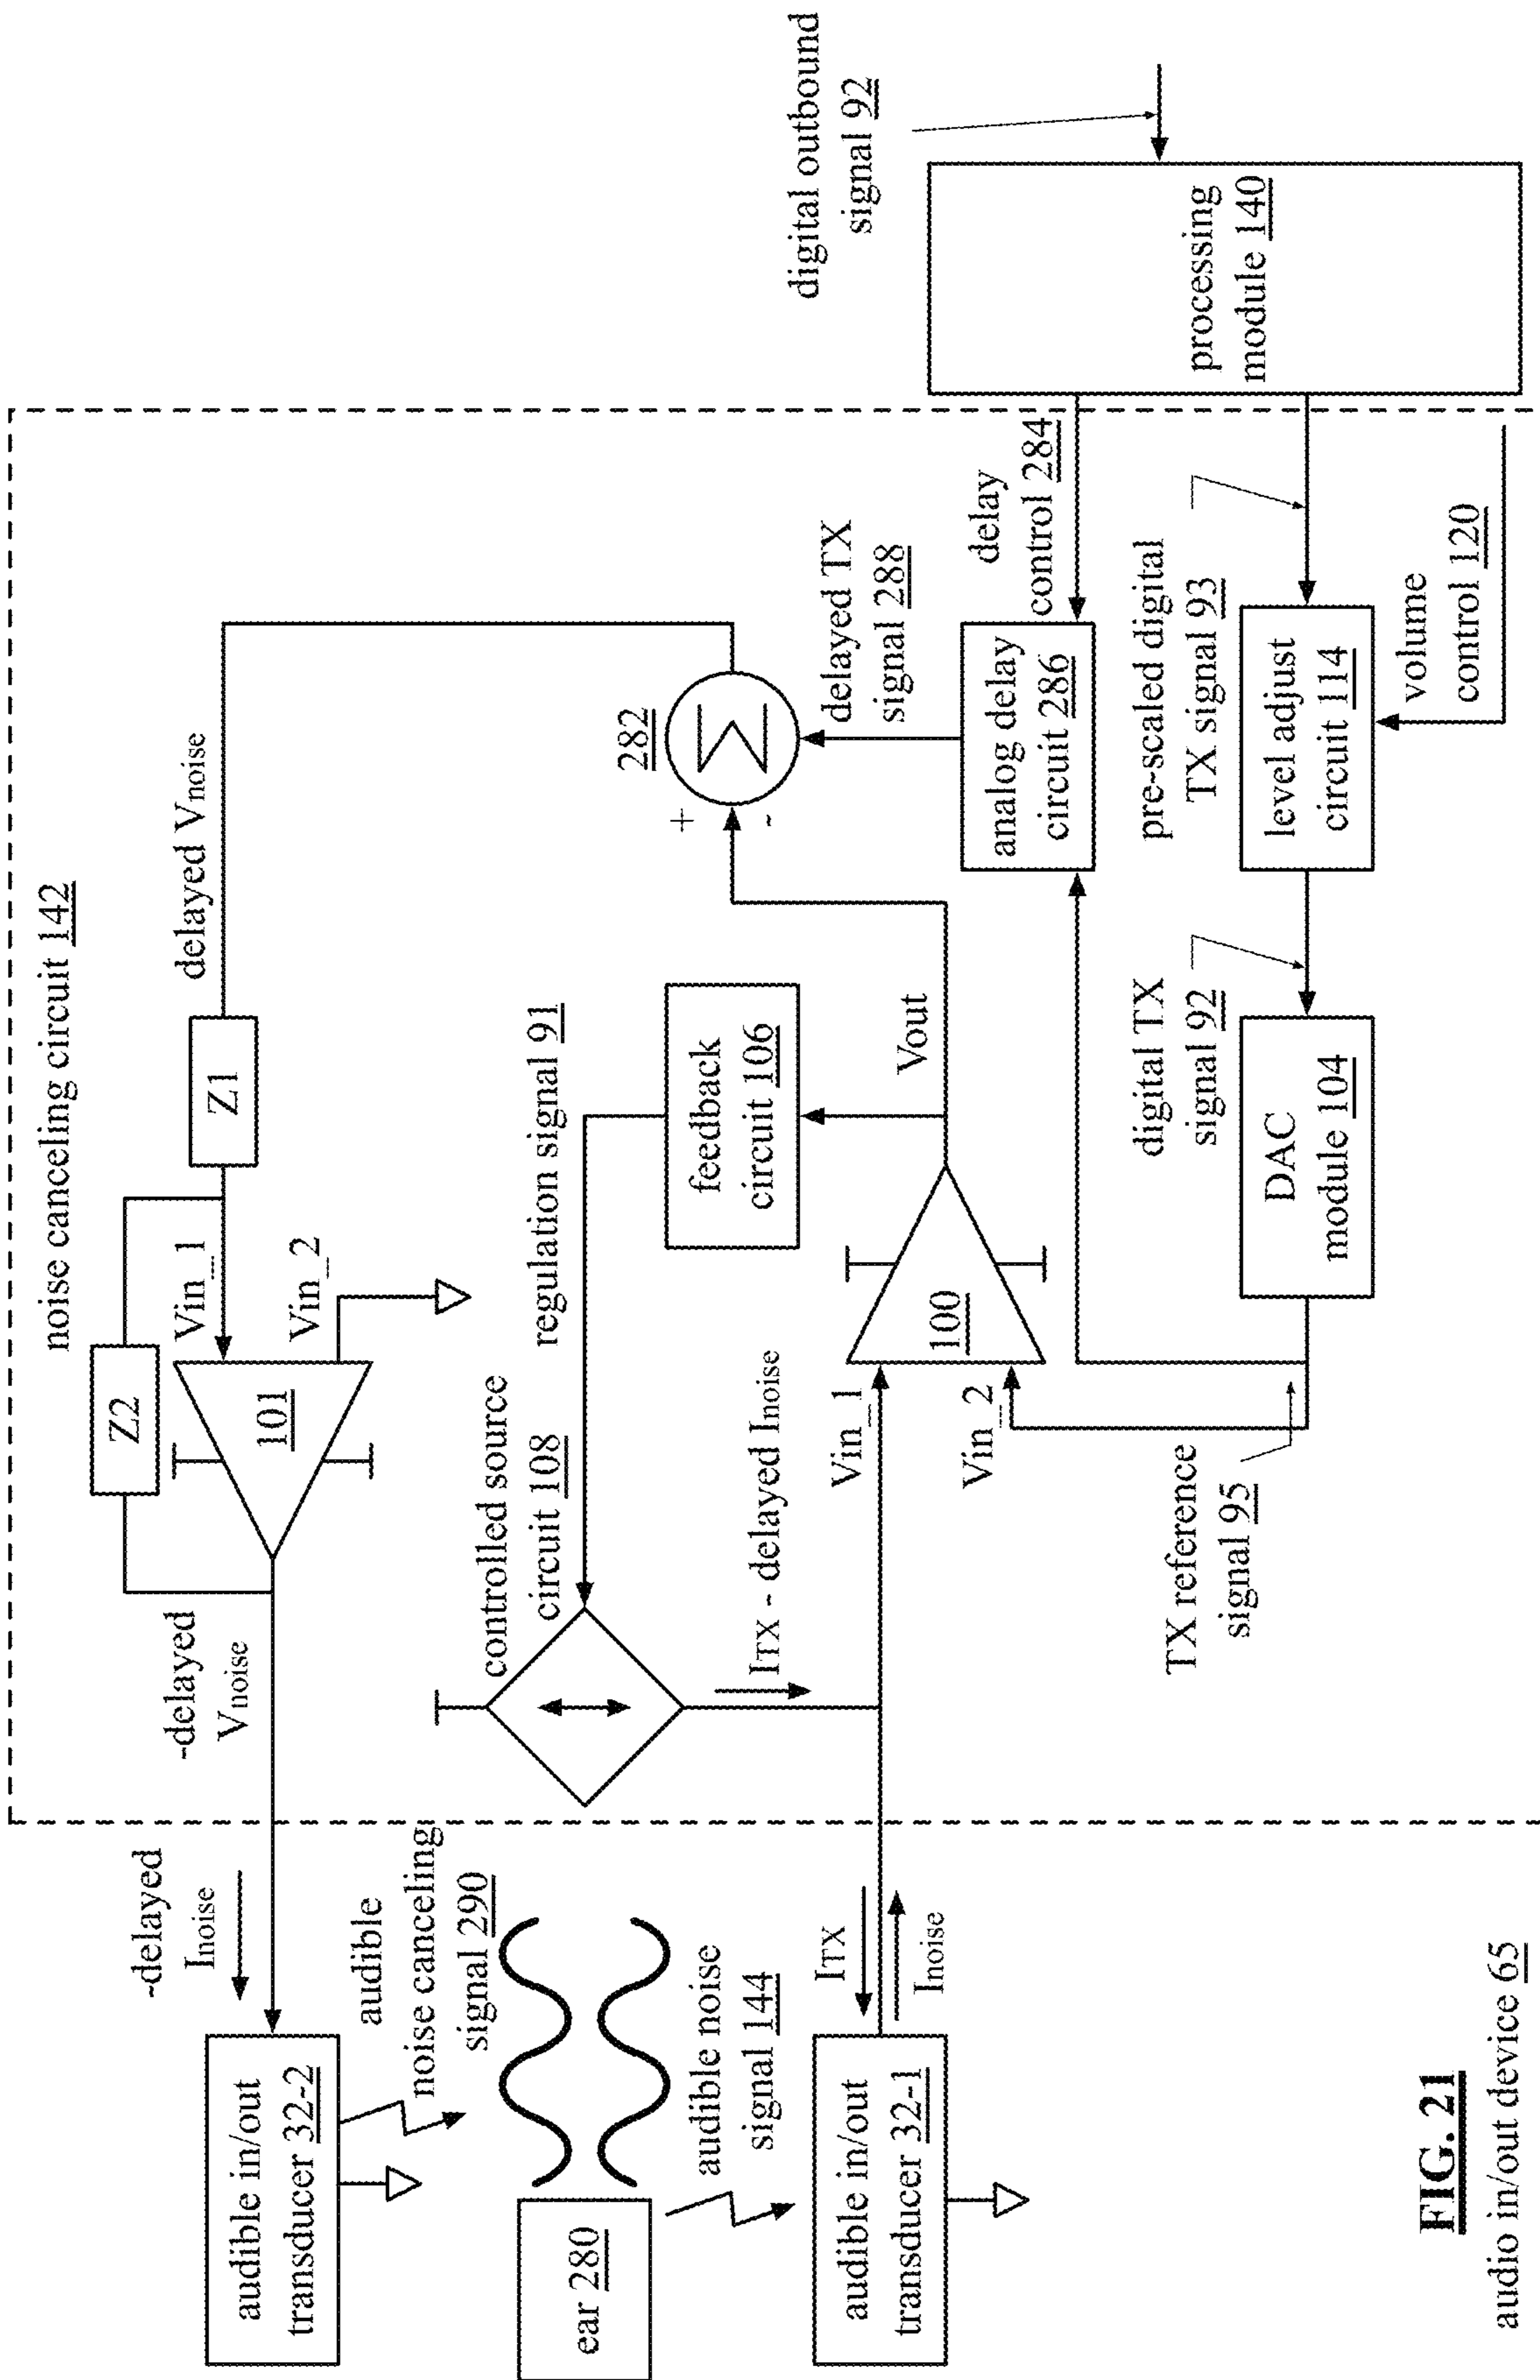 noise canceling circuit 142
-delayed
Inoise
audible in/out
transducer 32-2
audible
noise canceling
signal 290
ear 280
audible noise
signal 144
audible in/out
transducer 32-1
ITX
Inoise
-delayed
Vnoise
Z2
101
Vin_1
Vin_2
Z1
delayed Vnoise
controlled source
circuit 108
regulation signal 91
ITX - delayed Inoise
feedback
circuit 106
Vin_1
Vin_2
100
Vout
282
+
-
Σ
delayed TX
signal 288
analog delay
circuit 286
delay
control 284
TX reference
signal 95
DAC
module 104
digital TX
signal 92
level adjust
circuit 114
pre-scaled digital
TX signal 93
volume
control 120
processing
module 140
digital outbound
signal 92
FIG. 21
audio in/out device 65